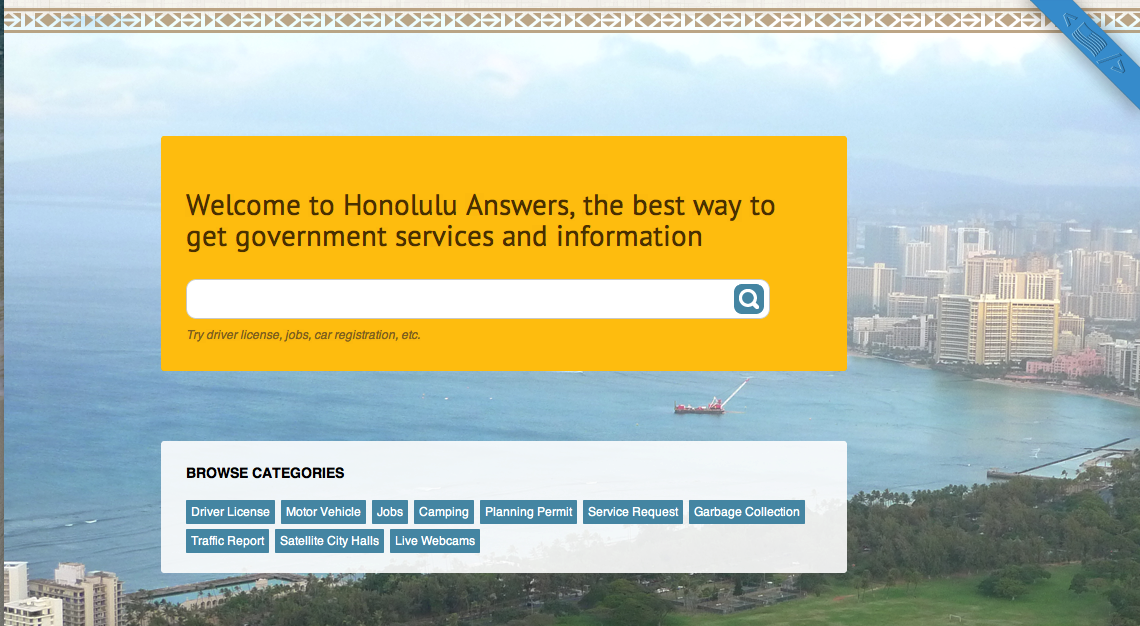 Welcome to Honolulu Answers, the best way to
get government services and information
Try driver license, jobs, car registration, etc.
BROWSE CATEGORIES
Driver License Motor Vehicle Jobs Camping Planning Permit Service Request Garbage Collection
Traffic Report Satellite City Halls Live Webcams